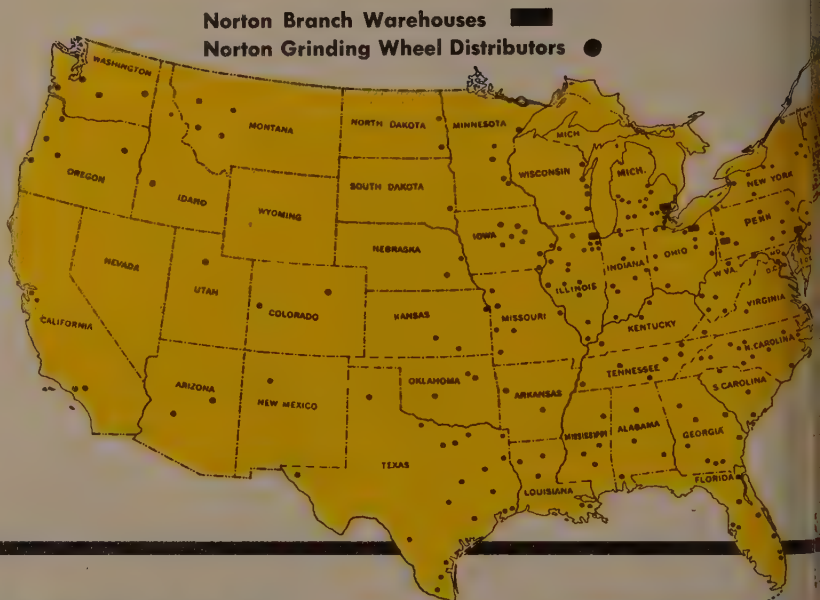 Norton Branch Warehouses
Norton Grinding Wheel Distributors
WASHINGTON
MONTANA
NORTH DAKOTA
MINNESOTA
MICH
OREGON
IDAHO
WYOMING
SOUTH DAKOTA
WISCONSIN
MICH.
NEW YORK
NEVADA
UTAH
COLORADO
NEBRASKA
IOWA
ILLINOIS
INDIANA
OHIO
PENN
W VA.
VIRGINIA
CALIFORNIA
KANSAS
MISSOURI
KENTUCKY
N.CAROLINA
TENNESSEE
S CAROLINA
ARIZONA
NEW MEXICO
OKLAHOMA
ARKANSAS
MISSISSIPPI
ALABAMA
GEORGIA
TEXAS
LOUISIANA
FLORIDA